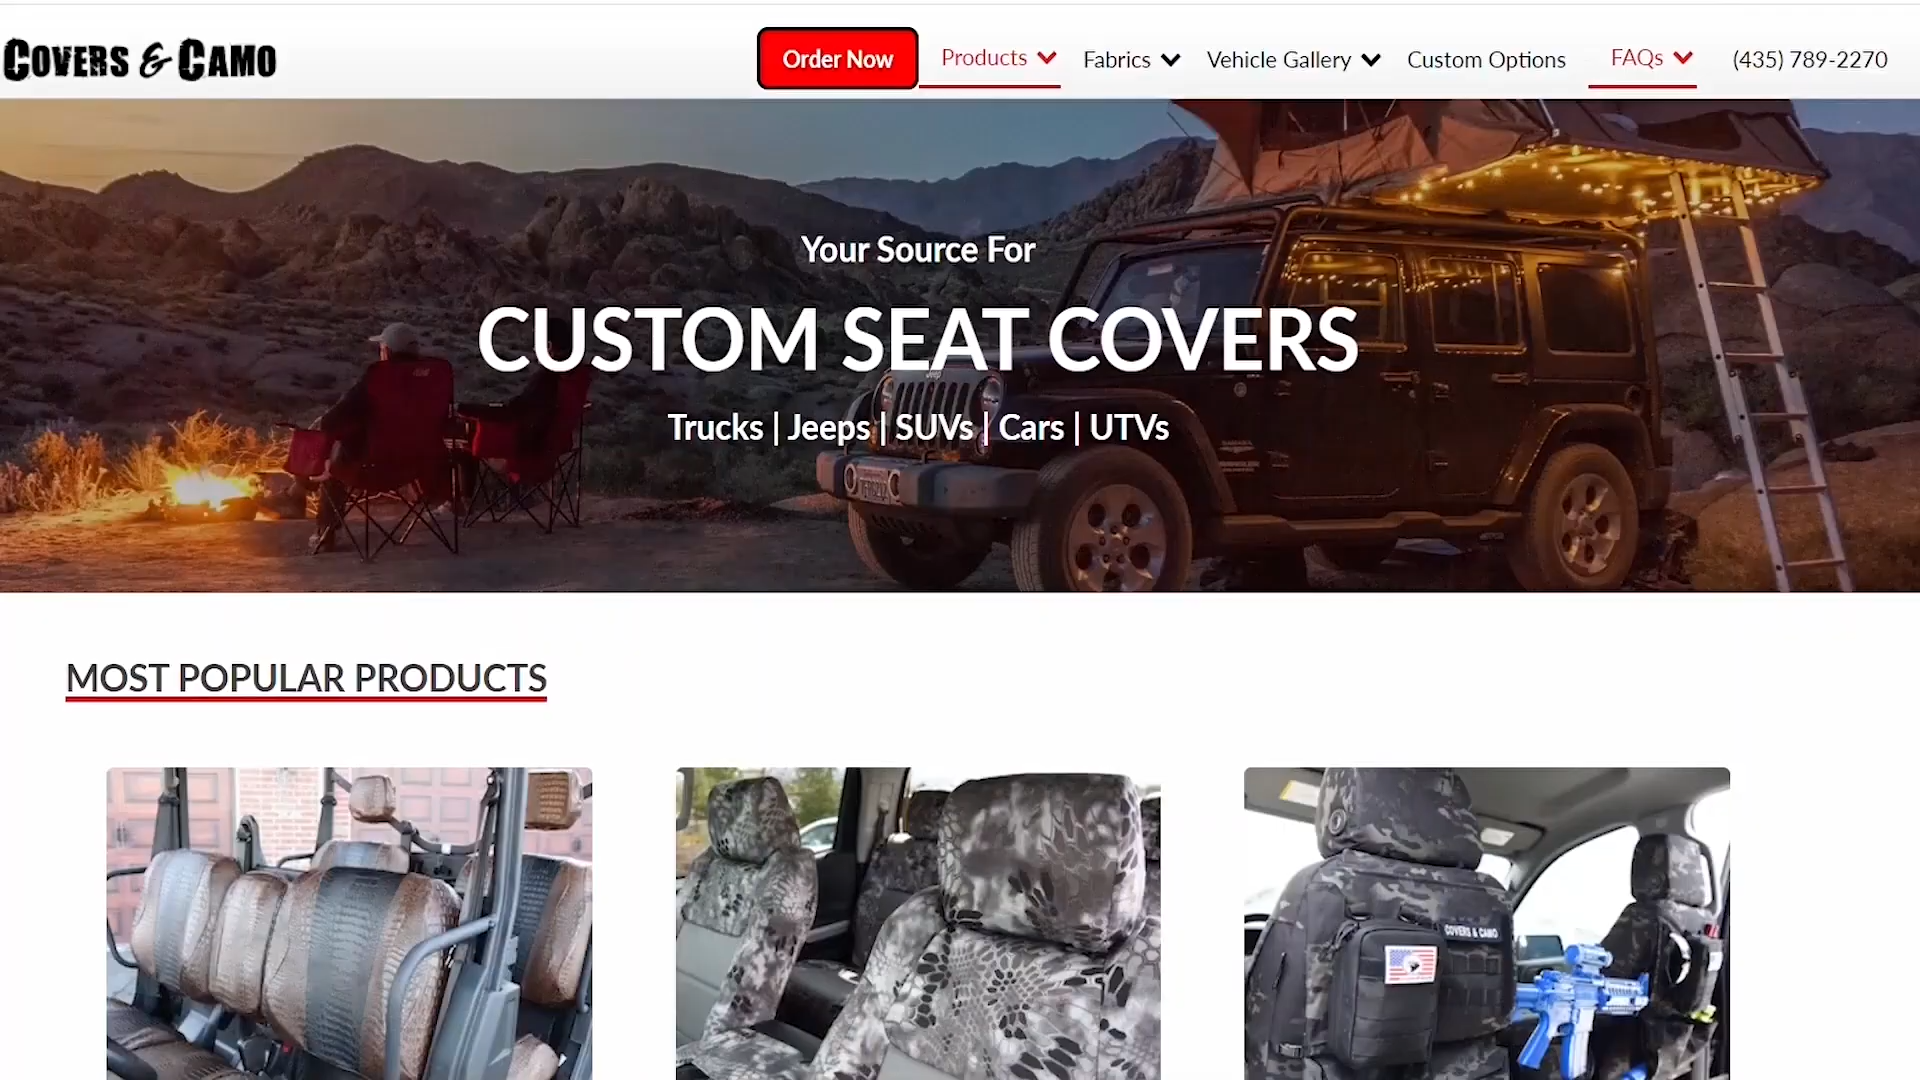 COVERS & CAMO
Order Now
Products
Fabrics
Vehicle Gallery
Custom Options
FAQs
(435) 789-2270
Your Source For
CUSTOM SEAT COVERS
Trucks | Jeeps | SUVs | Cars | UTVs
MOST POPULAR PRODUCTS
COVERS & CAMO